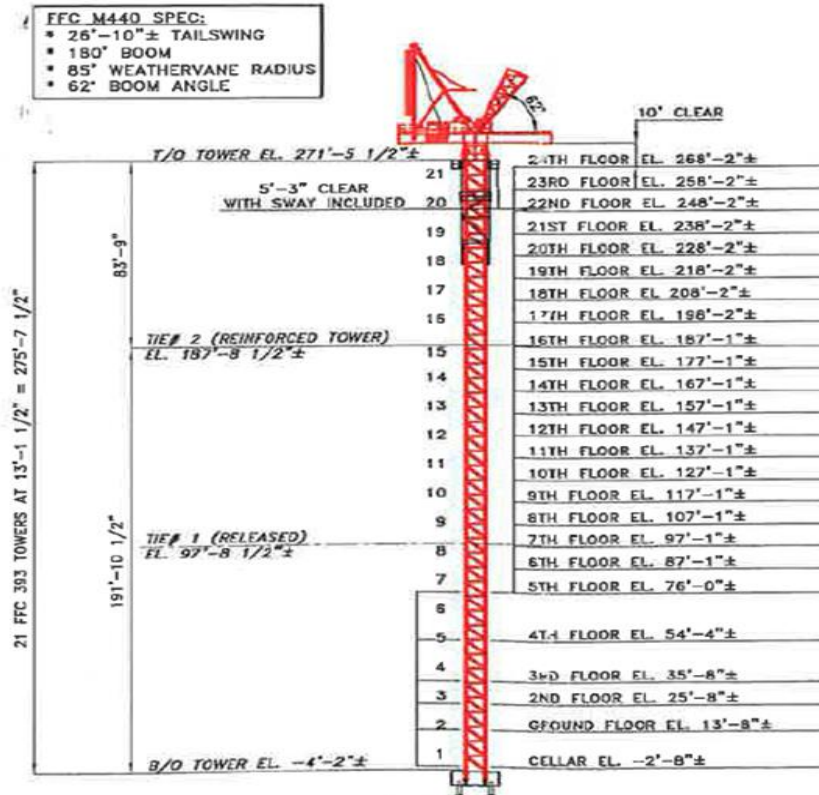 FFC M440 SPEC:
* 26'-10"± TAILSWING
* 180' BOOM
* 85' WEATHERVANE RADIUS
* 62° BOOM ANGLE
62°
10' CLEAR
T/O TOWER EL. 271'-5 1/2"±
5'-3" CLEAR
WITH SWAY INCLUDED
83'-9"
TIE# 2 (REINFORCED TOWER)
EL. 187'-8 1/2"±
21 FFC 393 TOWERS AT 13'-1 1/2" = 275'-7 1/2"
191'-10 1/2"
TIE# 1 (RELEASED)
EL. 97'-8 1/2"±
B/O TOWER EL. -4'-2"±
21
20
19
18
17
16
15
14
13
12
11
10
9
8
7
6
5
4
3
2
1
24TH FLOOR EL. 268'-2"±
23RD FLOOR EL. 258'-2"±
22ND FLOOR EL. 248'-2"±
21ST FLOOR EL. 238'-2"±
20TH FLOOR EL. 228'-2"±
19TH FLOOR EL. 218'-2"±
18TH FLOOR EL 208'-2"±
17TH FLOOR EL. 198'-2"±
16TH FLOOR EL. 187'-1"±
15TH FLOOR EL. 177'-1"±
14TH FLOOR EL. 167'-1"±
13TH FLOOR EL. 157'-1"±
12TH FLOOR EL. 147'-1"±
11TH FLOOR EL. 137'-1"±
10TH FLOOR EL. 127'-1"±
9TH FLOOR EL. 117'-1"±
8TH FLOOR EL. 107'-1"±
7TH FLOOR EL. 97'-1"±
6TH FLOOR EL. 87'-1"±
5TH FLOOR EL. 76'-0"±
4TH FLOOR EL. 54'-4"±
3RD FLOOR EL. 35'-8"±
2ND FLOOR EL. 25'-8"±
GROUND FLOOR EL. 13'-8"±
CELLAR EL. -2'-8"±